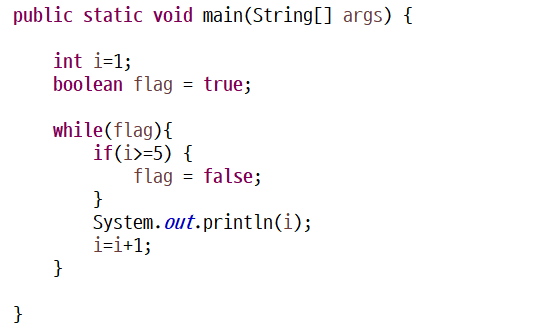 public static void main(String[] args) {
int i=1;
boolean flag = true;
while(flag){
if(i>=5) {
flag = false;
}
System.out.println(i);
i=i+1;
}
}